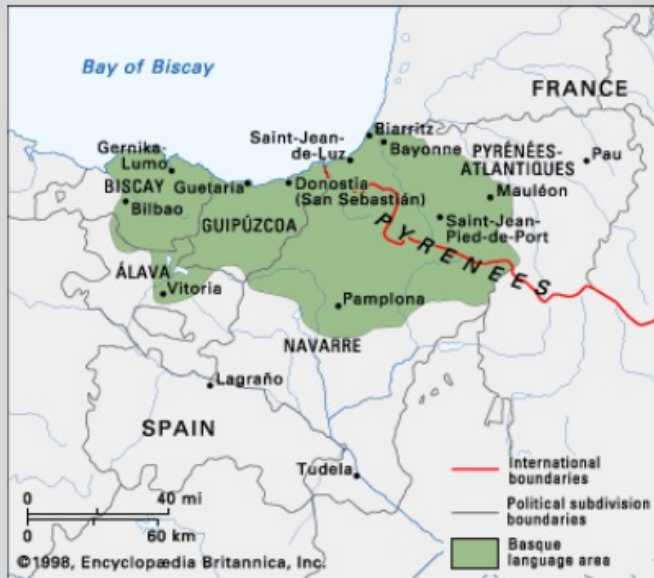 Bay of Biscay
FRANCE
Biarritz
Bayonne
Saint-Jean-
de-Luz
PYRÉNÉES-
ATLANTIQUES
Pau
Gernika-
Lumo
BISCAY
Bilbao
Guetaria
Donostia
(San Sebastián)
Mauléon
GUIPÚZCOA
Saint-Jean-
Pied-de-Port
PYRENEES
ÁLAVA
Vitoria
Pamplona
NAVARRE
Lagraño
SPAIN
Tudela
0 40 mi
0 60 km
International
boundaries
Political subdivision
boundaries
Basque
language area
©1998, Encyclopædia Britannica, Inc.